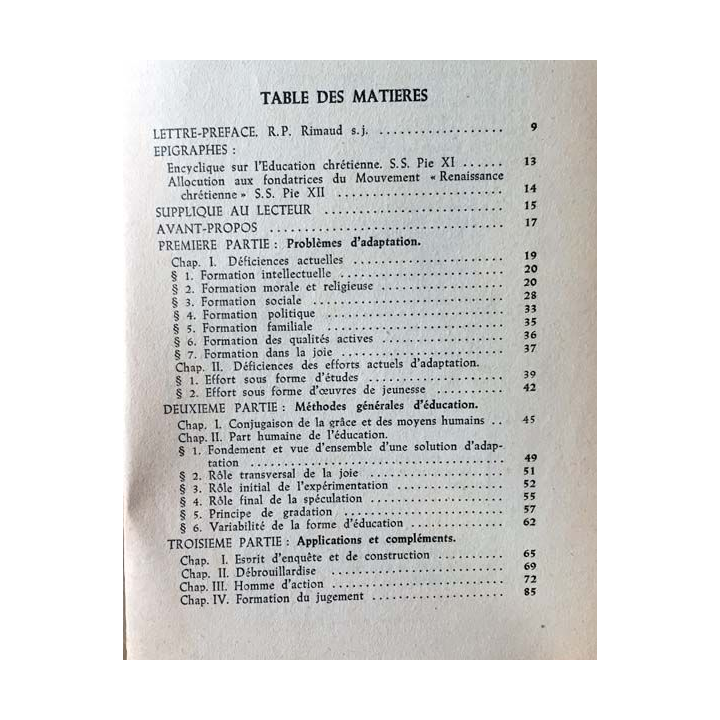 TABLE DES MATIERES
LETTRE-PREFACE. R.P. Rimaud s.j. .................. 9
EPIGRAPHES :
Encyclique sur l'Education chrétienne. S.S. Pie XI ...... 13
Allocution aux fondatrices du Mouvement « Renaissance
chrétienne » S.S. Pie XII ........................ 14
SUPPLIQUE AU LECTEUR .......................... 15
AVANT-PROPOS .................................. 17
PREMIERE PARTIE : Problèmes d'adaptation.
Chap. I. Déficiences actuelles ...................... 19
§ 1. Formation intellectuelle ........................ 20
§ 2. Formation morale et religieuse .................. 20
§ 3. Formation sociale ............................. 28
§ 4. Formation politique ........................... 33
§ 5. Formation familiale .......................... 35
§ 6. Formation des qualités actives .................. 36
§ 7. Formation dans la joie ........................ 37
Chap. II. Déficiences des efforts actuels d'adaptation.
§ 1. Effort sous forme d'études .................... 39
§ 2. Effort sous forme d'œuvres de jeunesse .......... 42
DEUXIEME PARTIE : Méthodes générales d'éducation.
Chap. I. Conjugaison de la grâce et des moyens humains .. 45
Chap. II. Part humaine de l'éducation.
§ 1. Fondement et vue d'ensemble d'une solution d'adap-
tation .................................... 49
§ 2. Rôle transversal de la joie ..................... 51
§ 3. Rôle initial de l'expérimentation ................ 52
§ 4. Rôle final de la spéculation .................... 55
§ 5. Principe de gradation ......................... 57
§ 6. Variabilité de la forme d'éducation .............. 62
TROISIEME PARTIE : Applications et compléments.
Chap. I. Esprit d'enquête et de construction ........... 65
Chap. II. Débrouillardise .......................... 69
Chap. III. Homme d'action .......................... 72
Chap. IV. Formation du jugement ................... 85